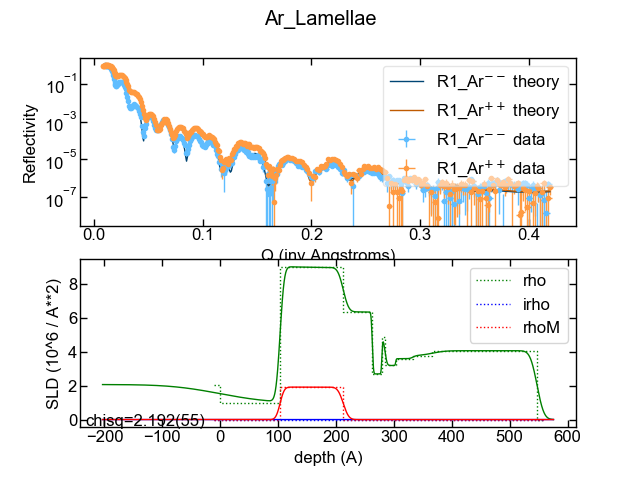 Ar_Lamellae
10⁻¹
10⁻³
10⁻⁵
10⁻⁷
Reflectivity
R1_Ar⁻⁻ theory
R1_Ar⁺⁺ theory
R1_Ar⁻⁻ data
R1_Ar⁺⁺ data
0.0 0.1 0.2 0.3 0.4
Q (inv Angstroms)
8
6
4
2
0
SLD (10^6 / A**2)
rho
irho
rhoM
chisq=2.192(55)
−200 −100 0 100 200 300 400 500 600
depth (A)